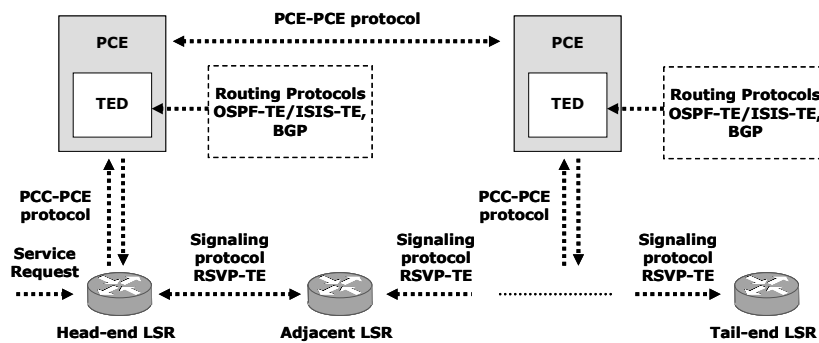 PCE-PCE protocol
PCE
TED
Routing Protocols
OSPF-TE/ISIS-TE,
BGP
PCE
TED
Routing Protocols
OSPF-TE/ISIS-TE,
BGP
PCC-PCE
protocol
PCC-PCE
protocol
Service
Request
Signaling
protocol
RSVP-TE
Signaling
protocol
RSVP-TE
Signaling
protocol
RSVP-TE
Head-end LSR
Adjacent LSR
Tail-end LSR